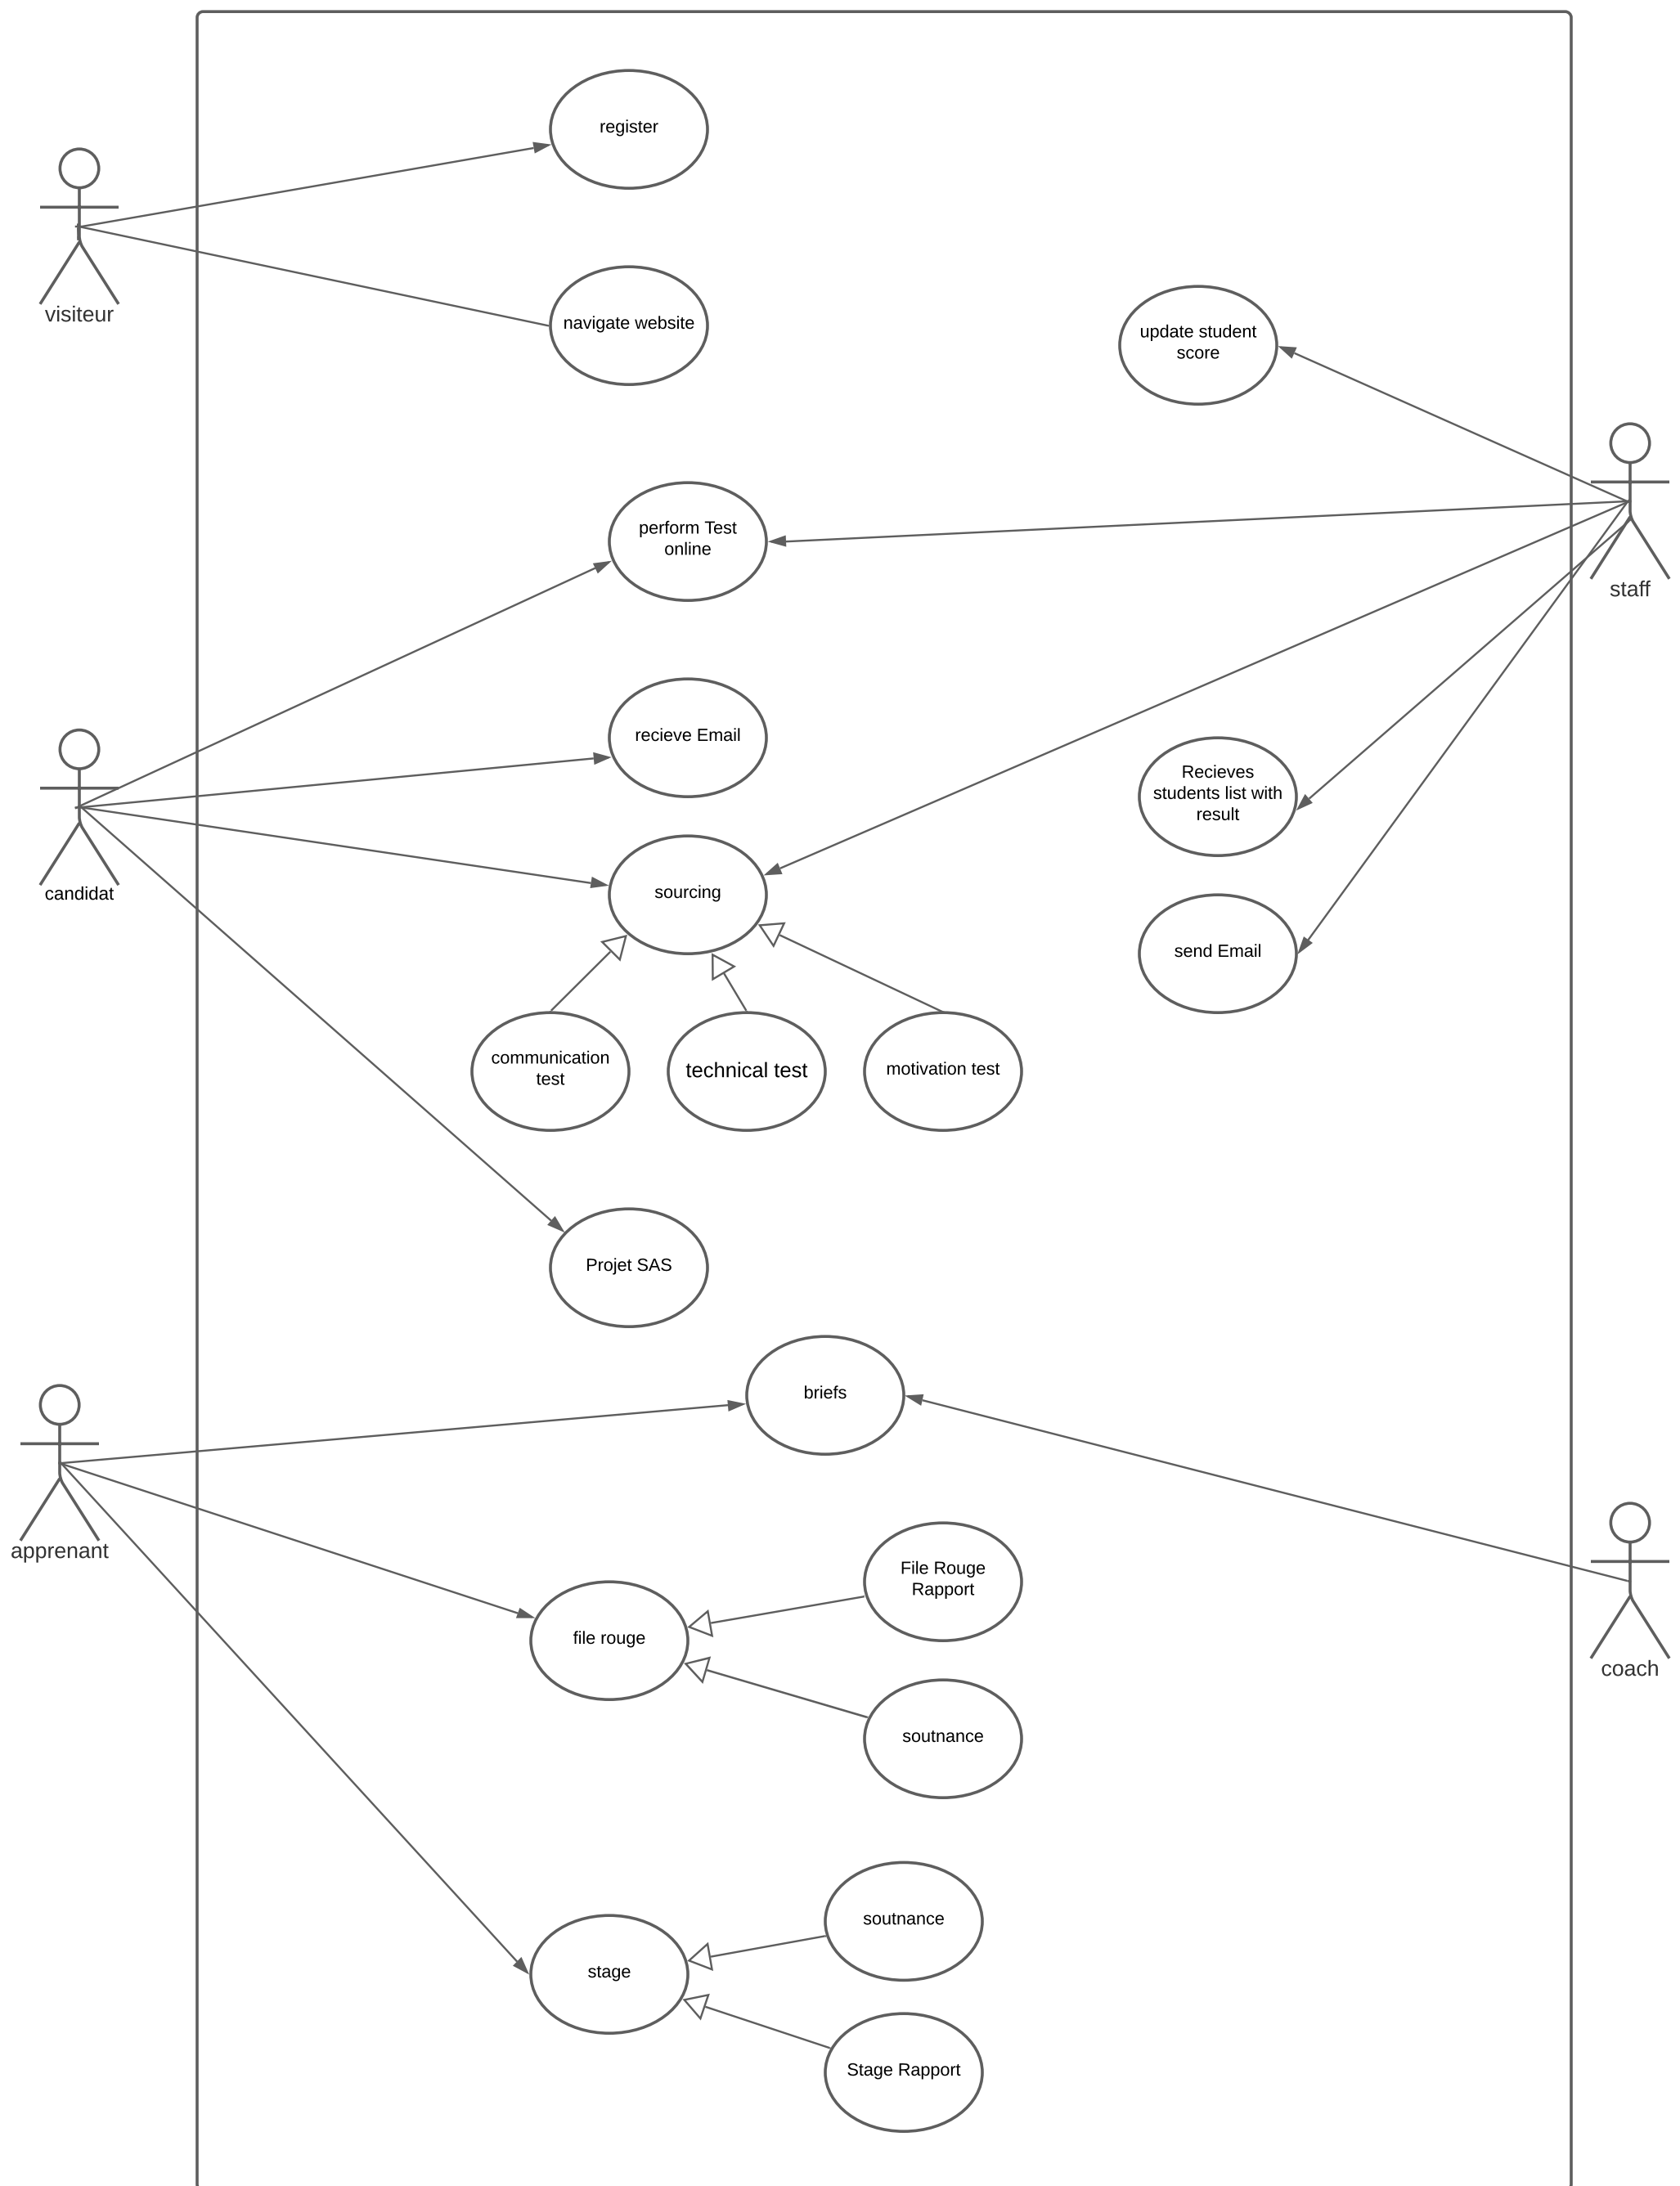 register
visiteur
navigate website
update student
score
perform Test
online
staff
recieve Email
Recieves
students list with
result
candidat
sourcing
send Email
communication
test
technical test
motivation test
Projet SAS
briefs
apprenant
File Rouge
Rapport
file rouge
coach
soutnance
soutnance
stage
Stage Rapport